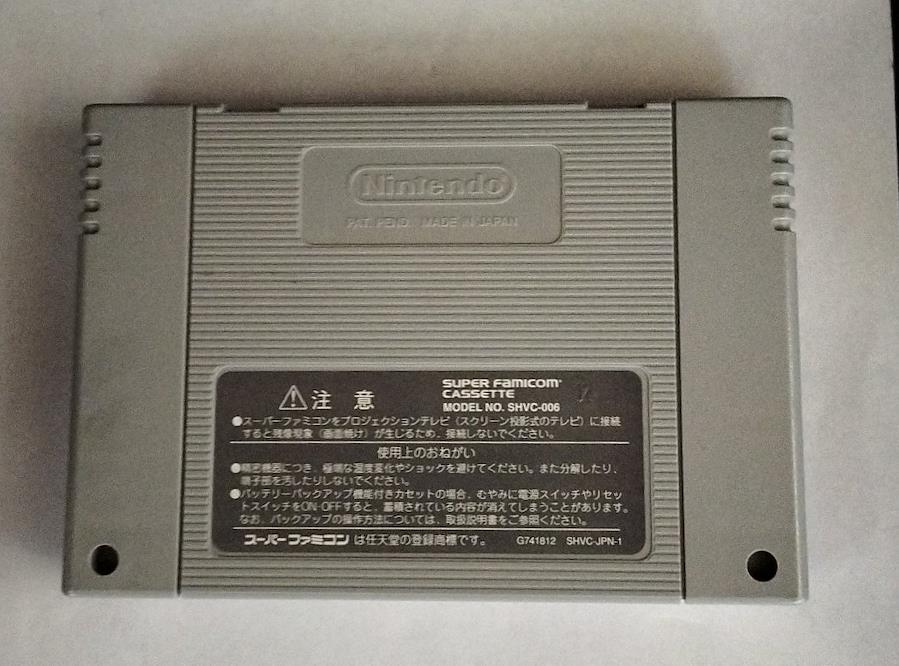 Nintendo
PAT. PEND. MADE IN JAPAN
注 意
SUPER FAMICOM
CASSETTE
MODEL NO. SHVC-006
●スーパーファミコンをプロジェクションテレビ（スクリーン投影式のテレビ）に接続
すると残像現象（画面焼け）が生じるため、接続しないでください。
使用上のおねがい
●精密機器につき、極端な温度変化やショックを避けてください。また分解したり、
端子部を汚したりしないでください。
●バッテリーバックアップ機能付きカセットの場合、むやみに電源スイッチやリセッ
トスイッチをON-OFFすると、蓄積されている内容が消えてしまうことがあります。
なお、バックアップの操作方法については、取扱説明書をご参照ください。
スーパーファミコン は任天堂の登録商標です。 G741812 SHVC-JPN-1